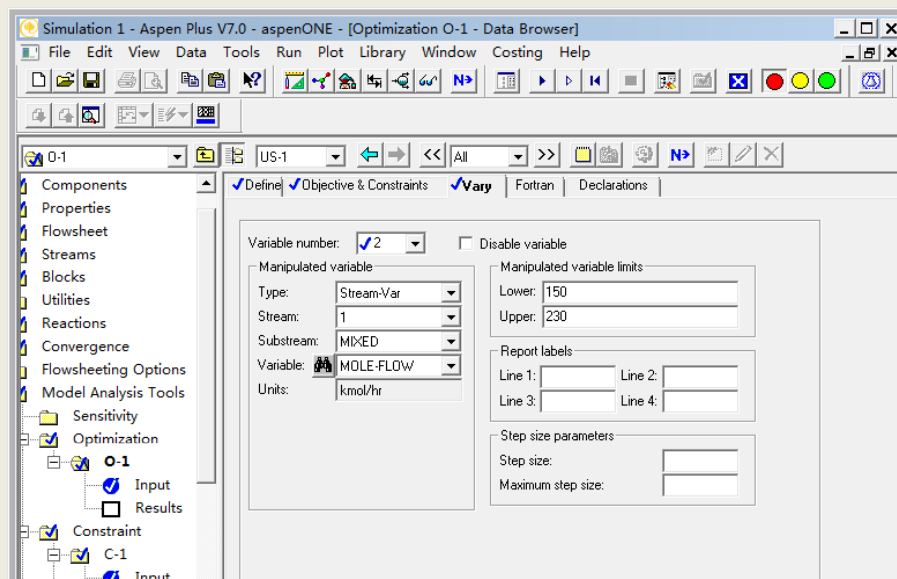 Simulation 1 - Aspen Plus V7.0 - aspenONE - [Optimization O-1 - Data Browser]
File Edit View Data Tools Run Plot Library Window Costing Help
N>
O-1 US-1 << All >> N>
Components
Properties
Flowsheet
Streams
Blocks
Utilities
Reactions
Convergence
Flowsheeting Options
Model Analysis Tools
Sensitivity
Optimization
O-1
Input
Results
Constraint
C-1
Input
Define Objective & Constraints Vary Fortran Declarations
Variable number: 2 Disable variable
Manipulated variable
Type: Stream-Var
Stream: 1
Substream: MIXED
Variable: MOLE-FLOW
Units: kmol/hr
Manipulated variable limits
Lower: 150
Upper: 230
Report labels
Line 1: Line 2:
Line 3: Line 4:
Step size parameters
Step size:
Maximum step size: